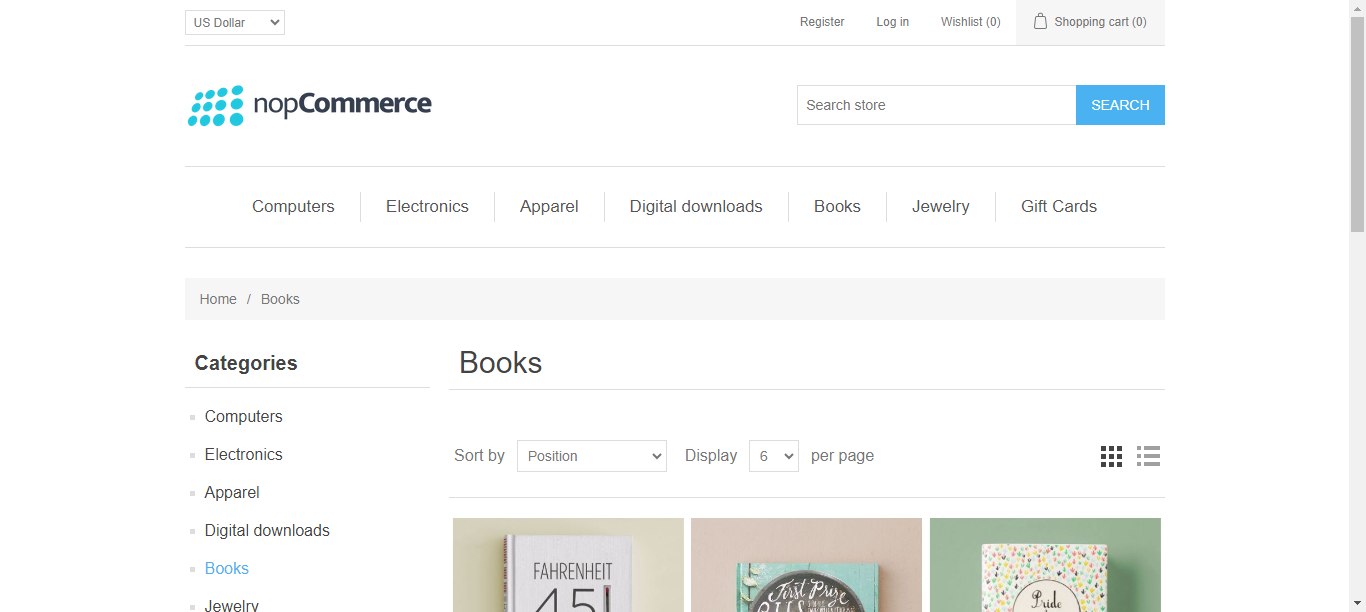 US Dollar
Register
Log in
Wishlist (0)
Shopping cart (0)
nopCommerce
Search store
SEARCH
Computers
Electronics
Apparel
Digital downloads
Books
Jewelry
Gift Cards
Home / Books
Categories
Computers
Electronics
Apparel
Digital downloads
Books
Jewelry
Books
Sort by Position Display 6 per page
FAHRENHEIT
451
First Prize
Pride